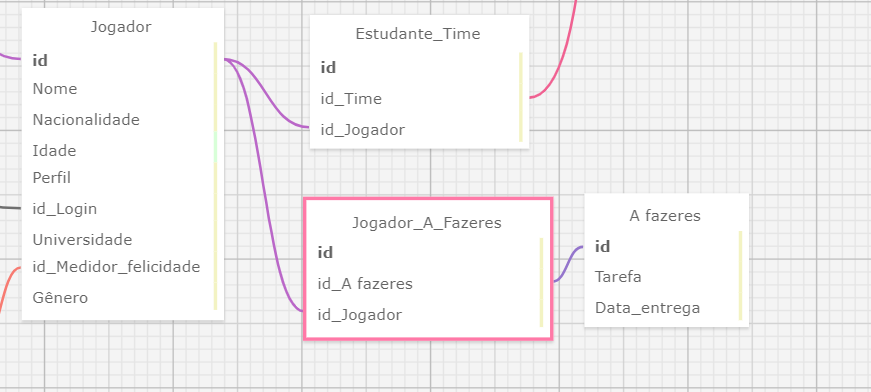 Jogador
id
Nome
Nacionalidade
Idade
Perfil
id_Login
Universidade
id_Medidor_felicidade
Gênero
Estudante_Time
id
id_Time
id_Jogador
Jogador_A_Fazeres
id
id_A fazeres
id_Jogador
A fazeres
id
Tarefa
Data_entrega